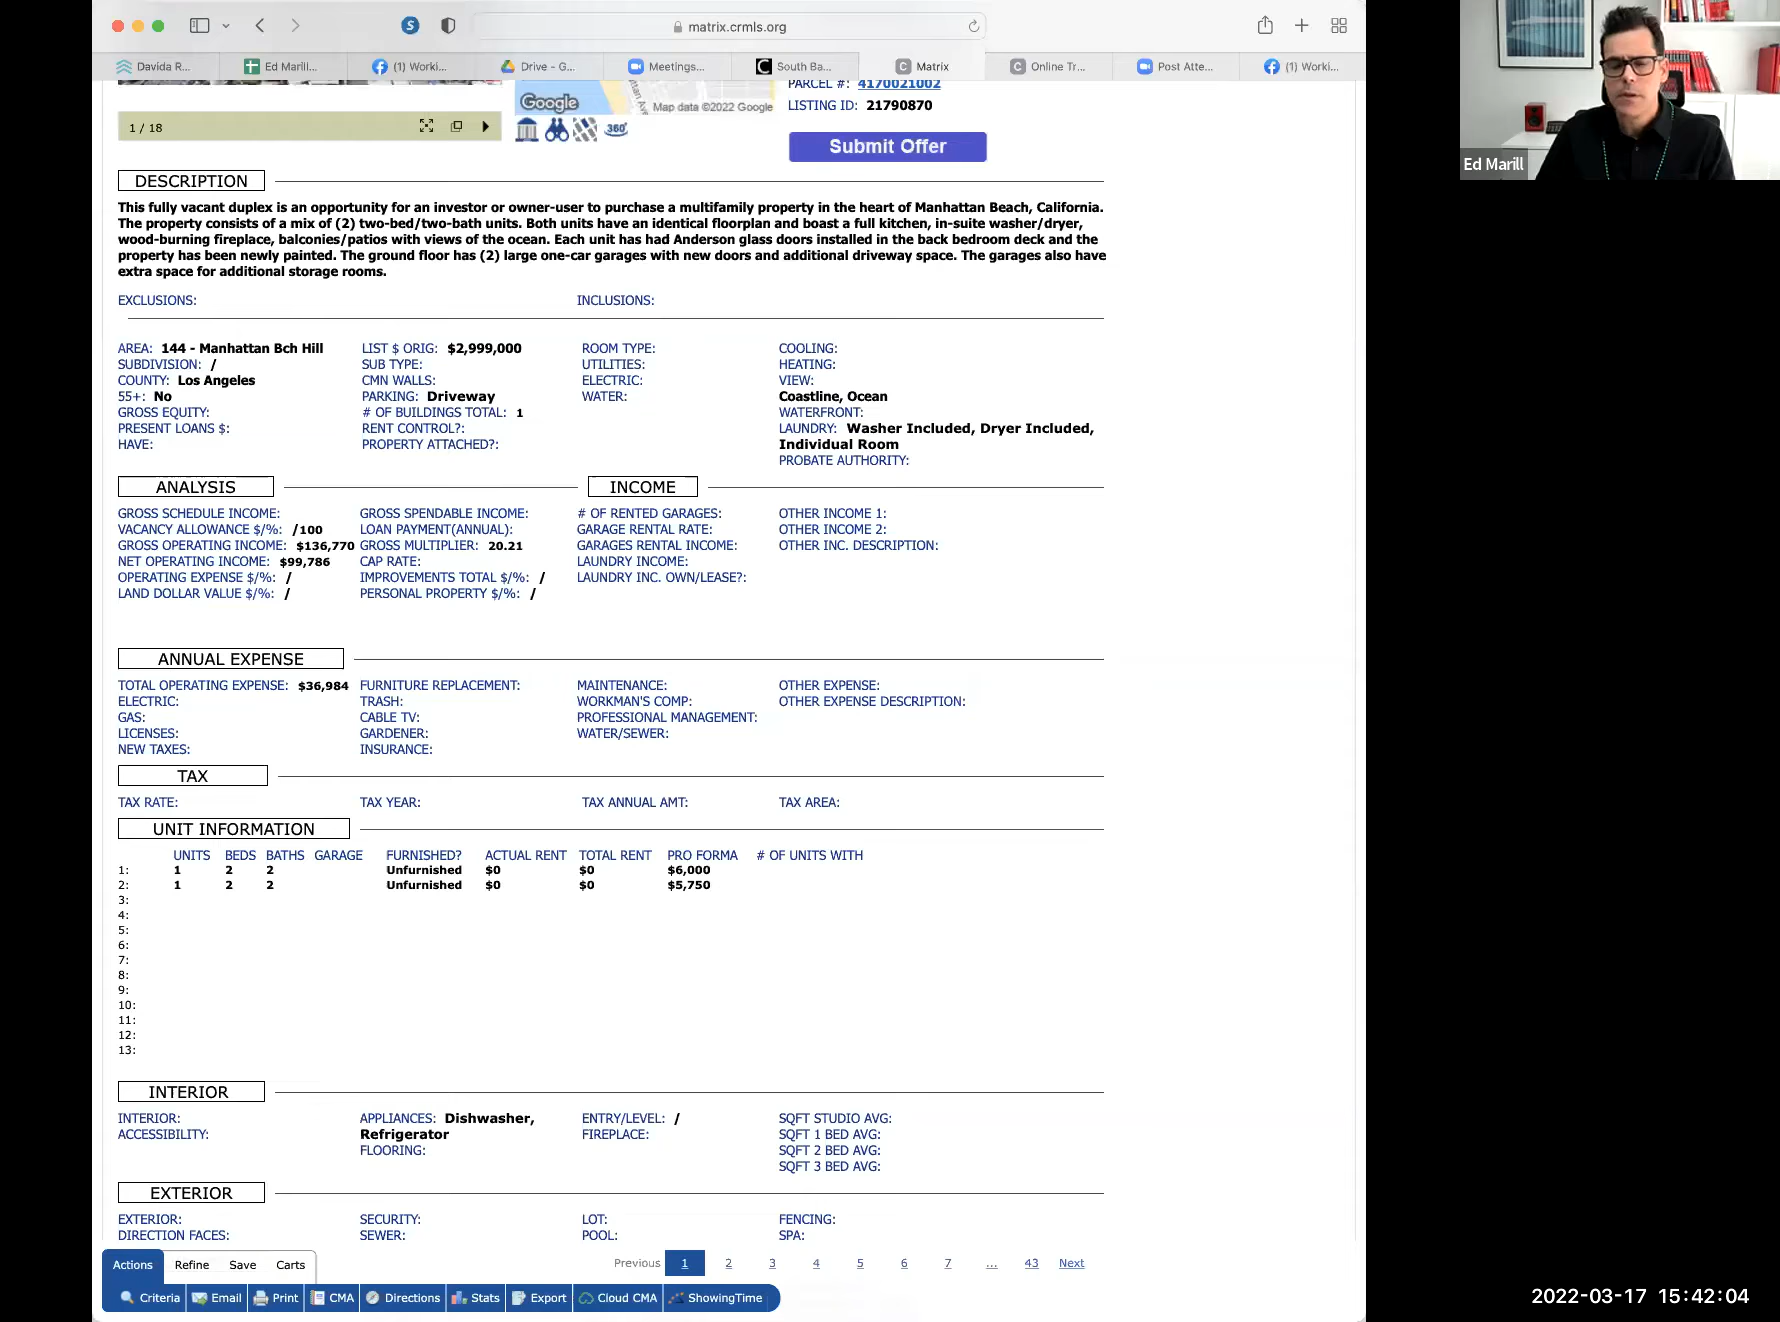 matrix.crmls.org
Davida R...
Ed Marill...
(1) Worki...
Drive - G...
Meetings...
South Ba...
Matrix
Online Tr...
Post Atte...
(1) Worki...
Google
Map data ©2022 Google
PARCEL #: 4170021002
LISTING ID: 21790870
1 / 18
360°
Submit Offer
Ed Marill
DESCRIPTION
This fully vacant duplex is an opportunity for an investor or owner-user to purchase a multifamily property in the heart of Manhattan Beach, California.
The property consists of a mix of (2) two-bed/two-bath units. Both units have an identical floorplan and boast a full kitchen, in-suite washer/dryer,
wood-burning fireplace, balconies/patios with views of the ocean. Each unit has had Anderson glass doors installed in the back bedroom deck and the
property has been newly painted. The ground floor has (2) large one-car garages with new doors and additional driveway space. The garages also have
extra space for additional storage rooms.
EXCLUSIONS: INCLUSIONS:
AREA: 144 - Manhattan Bch Hill LIST $ ORIG: $2,999,000 ROOM TYPE: COOLING:
SUBDIVISION: / SUB TYPE: UTILITIES: HEATING:
COUNTY: Los Angeles CMN WALLS: ELECTRIC: VIEW:
55+: No PARKING: Driveway WATER: Coastline, Ocean
GROSS EQUITY: # OF BUILDINGS TOTAL: 1 WATERFRONT:
PRESENT LOANS $: RENT CONTROL?: LAUNDRY: Washer Included, Dryer Included,
HAVE: PROPERTY ATTACHED?: Individual Room
PROBATE AUTHORITY:
ANALYSIS INCOME
GROSS SCHEDULE INCOME: GROSS SPENDABLE INCOME: # OF RENTED GARAGES: OTHER INCOME 1:
VACANCY ALLOWANCE $/%: /100 LOAN PAYMENT(ANNUAL): GARAGE RENTAL RATE: OTHER INCOME 2:
GROSS OPERATING INCOME: $136,770 GROSS MULTIPLIER: 20.21 GARAGES RENTAL INCOME: OTHER INC. DESCRIPTION:
NET OPERATING INCOME: $99,786 CAP RATE: LAUNDRY INCOME:
OPERATING EXPENSE $/%: / IMPROVEMENTS TOTAL $/%: / LAUNDRY INC. OWN/LEASE?:
LAND DOLLAR VALUE $/%: / PERSONAL PROPERTY $/%: /
ANNUAL EXPENSE
TOTAL OPERATING EXPENSE: $36,984 FURNITURE REPLACEMENT: MAINTENANCE: OTHER EXPENSE:
ELECTRIC: TRASH: WORKMAN'S COMP: OTHER EXPENSE DESCRIPTION:
GAS: CABLE TV: PROFESSIONAL MANAGEMENT:
LICENSES: GARDENER: WATER/SEWER:
NEW TAXES: INSURANCE:
TAX
TAX RATE: TAX YEAR: TAX ANNUAL AMT: TAX AREA:
UNIT INFORMATION
UNITS BEDS BATHS GARAGE FURNISHED? ACTUAL RENT TOTAL RENT PRO FORMA # OF UNITS WITH
1: 1 2 2 Unfurnished $0 $0 $6,000
2: 1 2 2 Unfurnished $0 $0 $5,750
3:
4:
5:
6:
7:
8:
9:
10:
11:
12:
13:
INTERIOR
INTERIOR: APPLIANCES: Dishwasher, ENTRY/LEVEL: / SQFT STUDIO AVG:
ACCESSIBILITY: Refrigerator FIREPLACE: SQFT 1 BED AVG:
FLOORING: SQFT 2 BED AVG:
SQFT 3 BED AVG:
EXTERIOR
EXTERIOR: SECURITY: LOT: FENCING:
DIRECTION FACES: SEWER: POOL: SPA:
Actions Refine Save Carts Previous 1 2 3 4 5 6 7 ... 43 Next
Criteria Email Print CMA Directions Stats Export Cloud CMA ShowingTime
2022-03-17 15:42:04